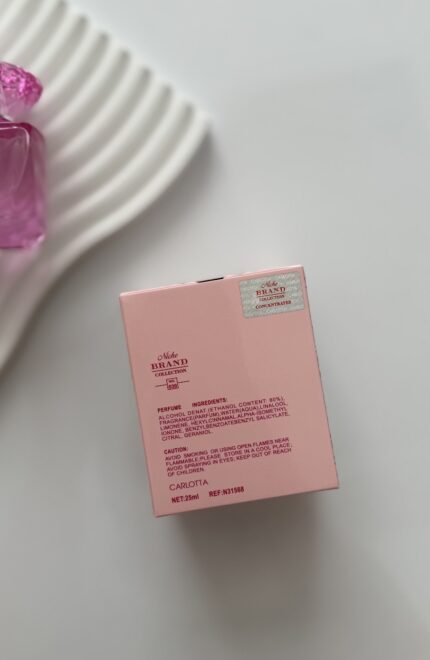 Niche
BRAND
COLLECTION
CONCENTRATED
Niche
BRAND
COLLECTION
PERFUME INGREDIENTS:
ALCOHOL DENAT.(ETHANOL CONTENT: 80%),
FRAGRANCE(PARFUM),WATER(AQUA),LINALOOL,
LIMONENE, HEXYLCINNAMAL,ALPHA-ISOMETHYL
IONONE, BENZYLBENZOATEBENZYL SALICYLATE,
CITRAL, GERANIOL.
CAUTION:
AVOID SMOKING OR USING OPEN FLAMES NEAR
FLAMMABLE;PLEASE STORE IN A COOL PLACE;
AVOID SPRAYING IN EYES; KEEP OUT OF REACH
OF CHILDREN.
CARLOTTA
NET:25ml REF:N31968